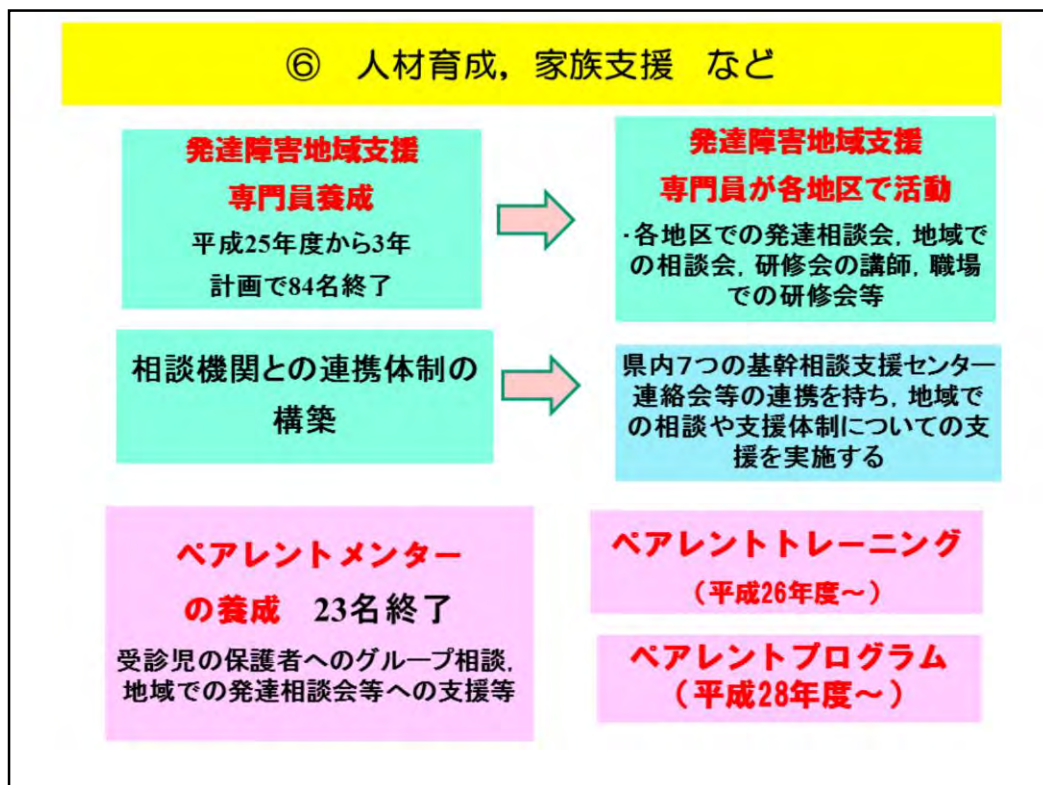 ⑥　人材育成，家族支援　など
発達障害地域支援
専門員養成
平成25年度から3年
計画で84名終了
発達障害地域支援
専門員が各地区で活動
・各地区での発達相談会，地域で
の相談会，研修会の講師，職場
での研修会等
相談機関との連携体制の
構築
県内７つの基幹相談支援センター
連絡会等の連携を持ち，地域で
の相談や支援体制についての支
援を実施する
ペアレントメンター
の養成　23名終了
受診児の保護者へのグループ相談，
地域での発達相談会等への支援等
ペアレントトレーニング
（平成26年度～）
ペアレントプログラム
（平成28年度～）